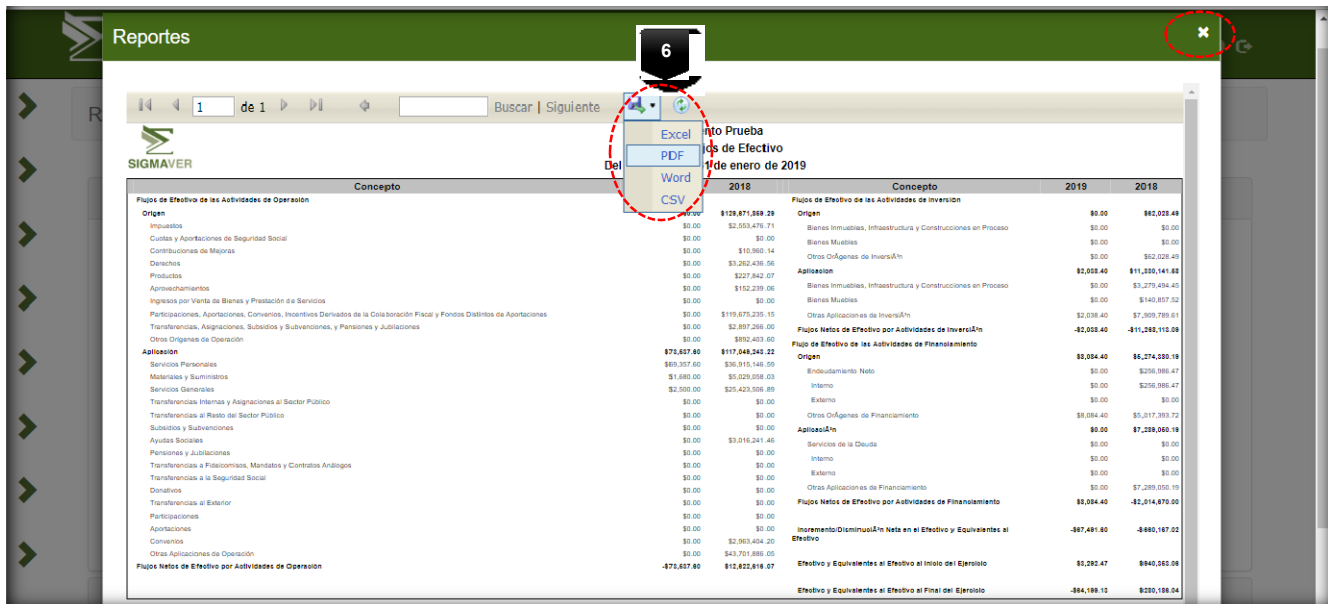 Reportes
6
R
1 de 1 Buscar | Siguiente
Excel
PDF
Word
CSV
SIGMAVER
nto Prueba
jos de Efectivo
Del 1 de enero de 2019
Concepto 2018 Concepto 2019 2018
Flujos de Efectivo de las Actividades de Operación
Origen $0.00 $129,671,859.29
Impuestos $0.00 $2,553,476.71
Cuotas y Aportaciones de Seguridad Social $0.00 $0.00
Contribuciones de Mejoras $0.00 $10,960.14
Derechos $0.00 $3,262,436.56
Productos $0.00 $227,842.07
Aprovechamientos $0.00 $152,239.06
Ingresos por Venta de Bienes y Prestación de Servicios $0.00 $0.00
Participaciones, Aportaciones, Convenios, Incentivos Derivados de la Colaboración Fiscal y Fondos Distintos de Aportaciones $0.00 $119,675,235.15
Transferencias, Asignaciones, Subsidios y Subvenciones, y Pensiones y Jubilaciones $0.00 $2,897,266.00
Otros Orígenes de Operación $0.00 $892,403.60
Aplicación $73,537.60 $117,049,243.22
Servicios Personales $69,357.60 $36,915,146.59
Materiales y Suministros $1,680.00 $5,029,058.03
Servicios Generales $2,500.00 $25,423,506.89
Transferencias Internas y Asignaciones al Sector Público $0.00 $0.00
Transferencias al Resto del Sector Público $0.00 $0.00
Subsidios y Subvenciones $0.00 $0.00
Ayudas Sociales $0.00 $3,016,241.46
Pensiones y Jubilaciones $0.00 $0.00
Transferencias a Fideicomisos, Mandatos y Contratos Análogos $0.00 $0.00
Transferencias a la Seguridad Social $0.00 $0.00
Donativos $0.00 $0.00
Transferencias al Exterior $0.00 $0.00
Participaciones $0.00 $0.00
Aportaciones $0.00 $0.00
Convenios $0.00 $2,963,404.20
Otras Aplicaciones de Operación $0.00 $43,701,886.05
Flujos Netos de Efectivo por Actividades de Operación -$73,537.60 $12,622,616.07
Flujos de Efectivo de las Actividades de Inversión
Origen $0.00 $62,028.49
Bienes Inmuebles, Infraestructura y Construcciones en Proceso $0.00 $0.00
Bienes Muebles $0.00 $0.00
Otros OrÃgenes de InversiÃ³n $0.00 $62,028.49
Aplicacion $2,038.40 $11,330,141.58
Bienes Inmuebles, Infraestructura y Construcciones en Proceso $0.00 $3,279,494.45
Bienes Muebles $0.00 $140,857.52
Otras Aplicaciones de InversiÃ³n $2,038.40 $7,909,789.61
Flujos Netos de Efectivo por Actividades de InversiÃ³n -$2,038.40 -$11,268,113.09
Flujo de Efectivo de las Actividades de Financiamiento
Origen $8,084.40 $5,274,380.19
Endeudamiento Neto $0.00 $256,986.47
Interno $0.00 $256,986.47
Externo $0.00 $0.00
Otros OrÃgenes de Financiamiento $8,084.40 $5,017,393.72
AplicaciÃ³n $0.00 $7,289,050.19
Servicios de la Deuda $0.00 $0.00
Interno $0.00 $0.00
Externo $0.00 $0.00
Otras Aplicaciones de Financiamiento $0.00 $7,289,050.19
Flujos Netos de Efectivo por Actividades de Financiamiento $8,084.40 -$2,014,670.00
Incremento/DisminuciÃ³n Neta en el Efectivo y Equivalentes al -$67,491.60 -$660,167.02
Efectivo
Efectivo y Equivalentes al Efectivo al Inicio del Ejercicio $3,292.47 $940,353.06
Efectivo y Equivalentes al Efectivo al Final del Ejercicio -$64,199.13 $280,186.04